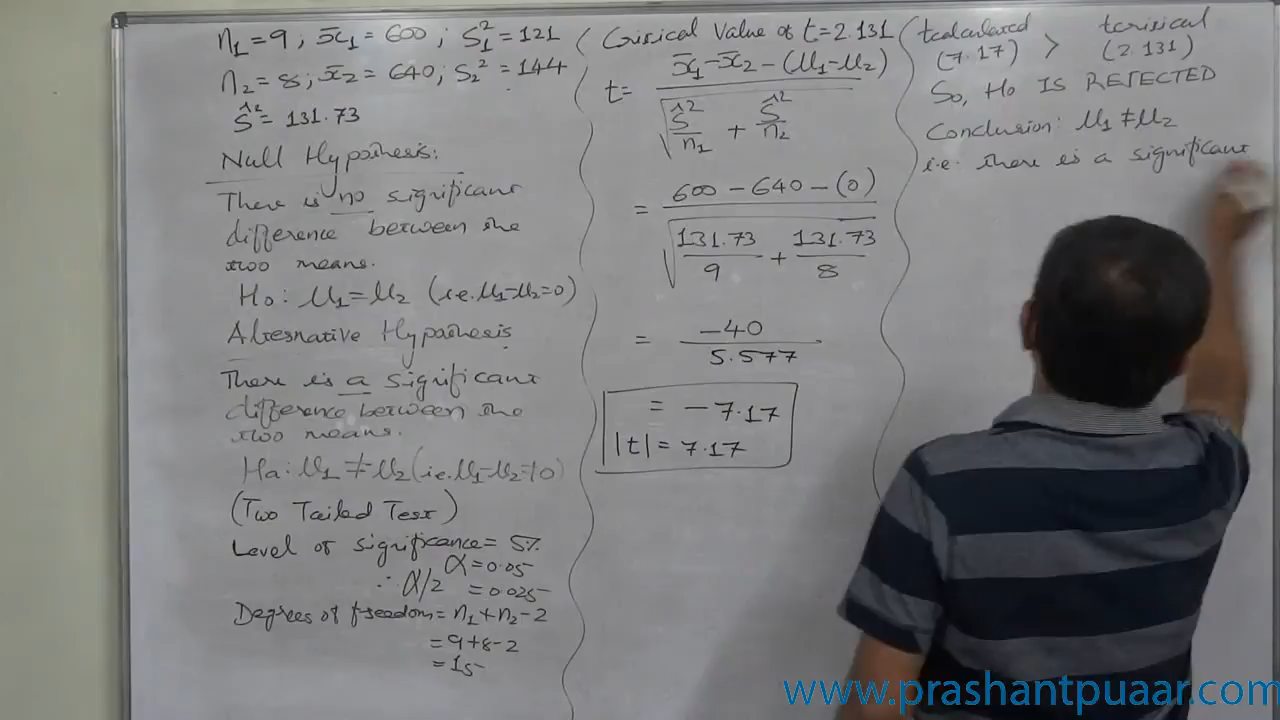 n₁=9, x̄₁=600; S₁²=121
n₂=8; x̄₂=640; S₂²=144
Ŝ²=131.73
Null Hypothesis:
There is no significant
difference between the
two means.
H₀: μ₁=μ₂ (i.e. μ₁-μ₂=0)
Alternative Hypothesis
There is a significant
difference between the
two means.
Ha: μ₁≠μ₂ (i.e. μ₁-μ₂≠0)
(Two Tailed Test)
Level of significance = 5%
α=0.05
∴ α/2 = 0.025
Degrees of freedom = n₁+n₂-2
= 9+8-2
= 15
Critical Value of t=2.131
x̄₁-x̄₂-(μ₁-μ₂)
t=
√ Ŝ²/n₁ + Ŝ²/n₂
600-640-(0)
=
√ 131.73/9 + 131.73/8
= -40/5.577
= -7.17
|t|= 7.17
tcalculated > tcritical
(7.17) (2.131)
So, H₀ IS REJECTED
Conclusion: μ₁≠μ₂
i.e. there is a significant
www.prashantpuaar.com